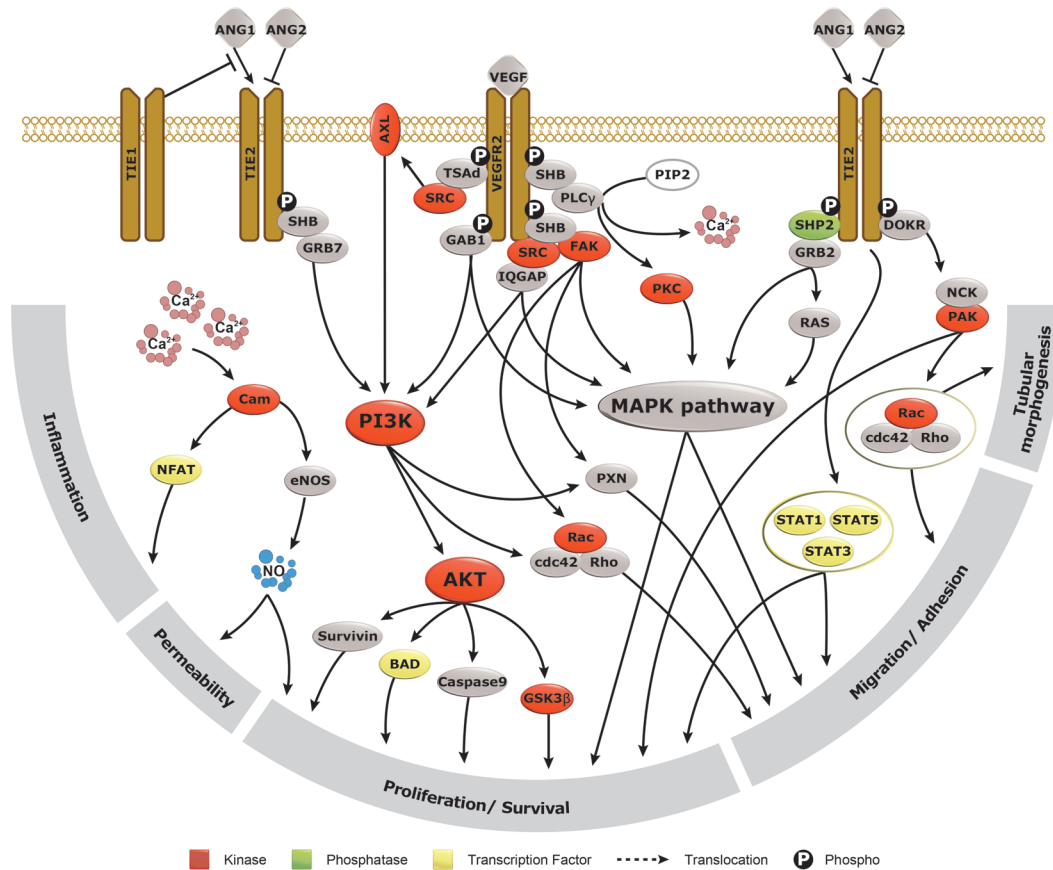 ANG1
ANG2
ANG1
ANG2
VEGF
TIE1
TIE2
AXL
VEGFR2
TIE2
P
P
P
P
P
P
P
TSAd
SRC
SHB
PLCγ
PIP2
Ca²⁺
SHB
GRB7
GAB1
SHB
SRC
FAK
IQGAP
SHP2
GRB2
DOKR
PKC
RAS
NCK
PAK
Ca²⁺
Ca²⁺
Ca²⁺
Cam
PI3K
MAPK pathway
Rac
cdc42
Rho
NFAT
eNOS
PXN
STAT1
STAT5
STAT3
NO
AKT
Rac
cdc42
Rho
Survivin
BAD
Caspase9
GSK3β
Inflammation
Permeability
Proliferation/ Survival
Migration/ Adhesion
Tubular
morphogenesis
Kinase
Phosphatase
Transcription Factor
Translocation
P
Phospho